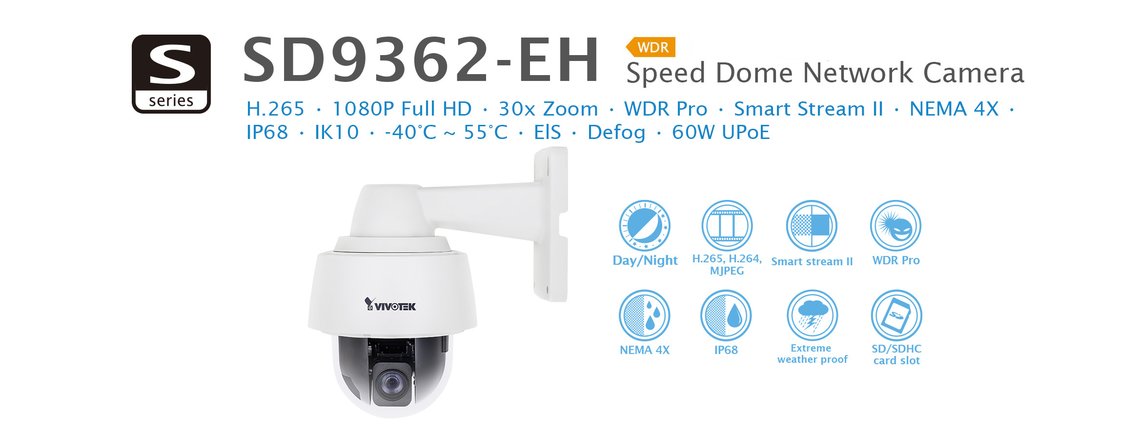 S
series
SD9362-EH
WDR
Speed Dome Network Camera
H.265 · 1080P Full HD · 30x Zoom · WDR Pro · Smart Stream II · NEMA 4X ·
IP68 · IK10 · -40°C ~ 55°C · EIS · Defog · 60W UPoE
VIVOTEK
Day/Night
H.265, H.264,
MJPEG
Smart stream II
WDR Pro
NEMA 4X
IP68
Extreme
weather proof
SD
SD/SDHC
card slot